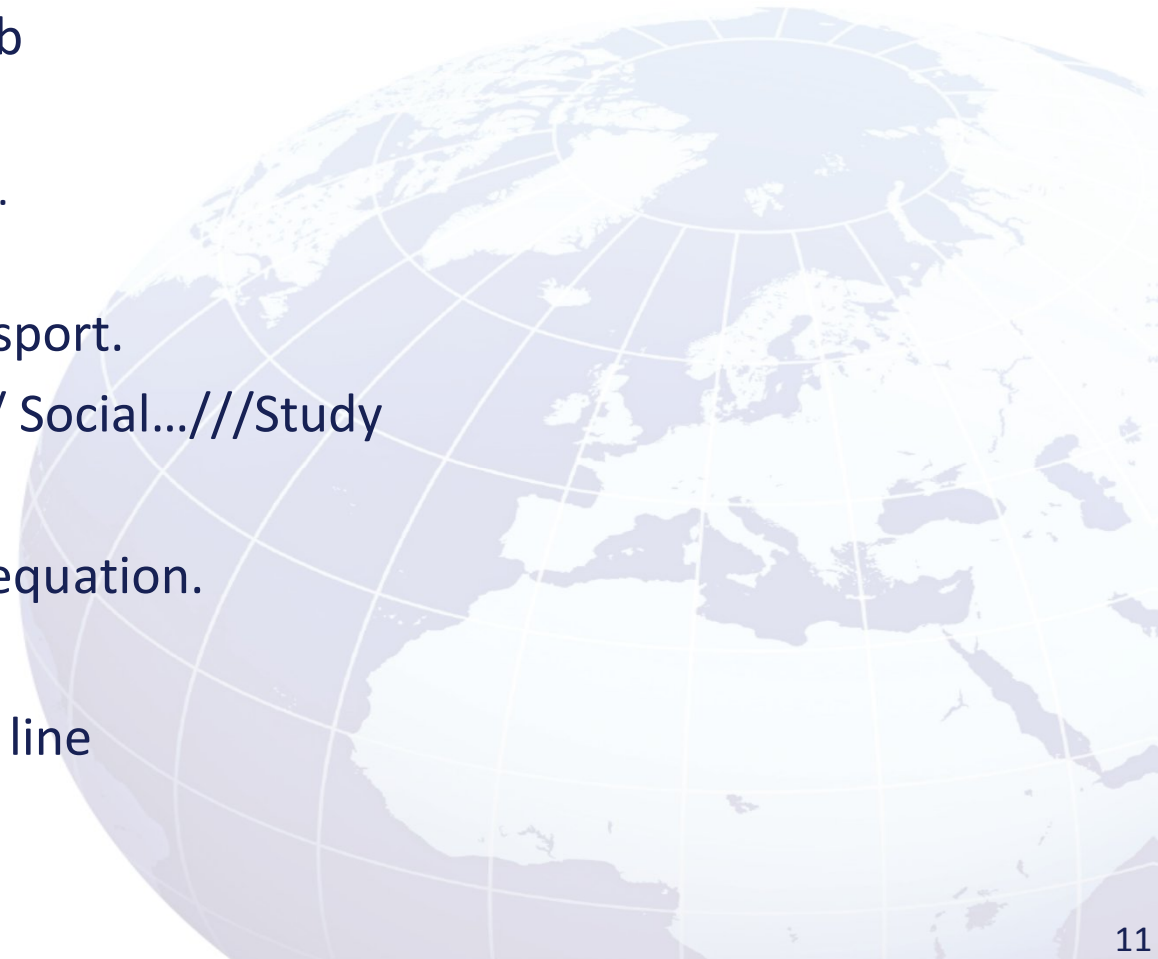 b
.
sport.
/ Social...///Study
equation.
line
11